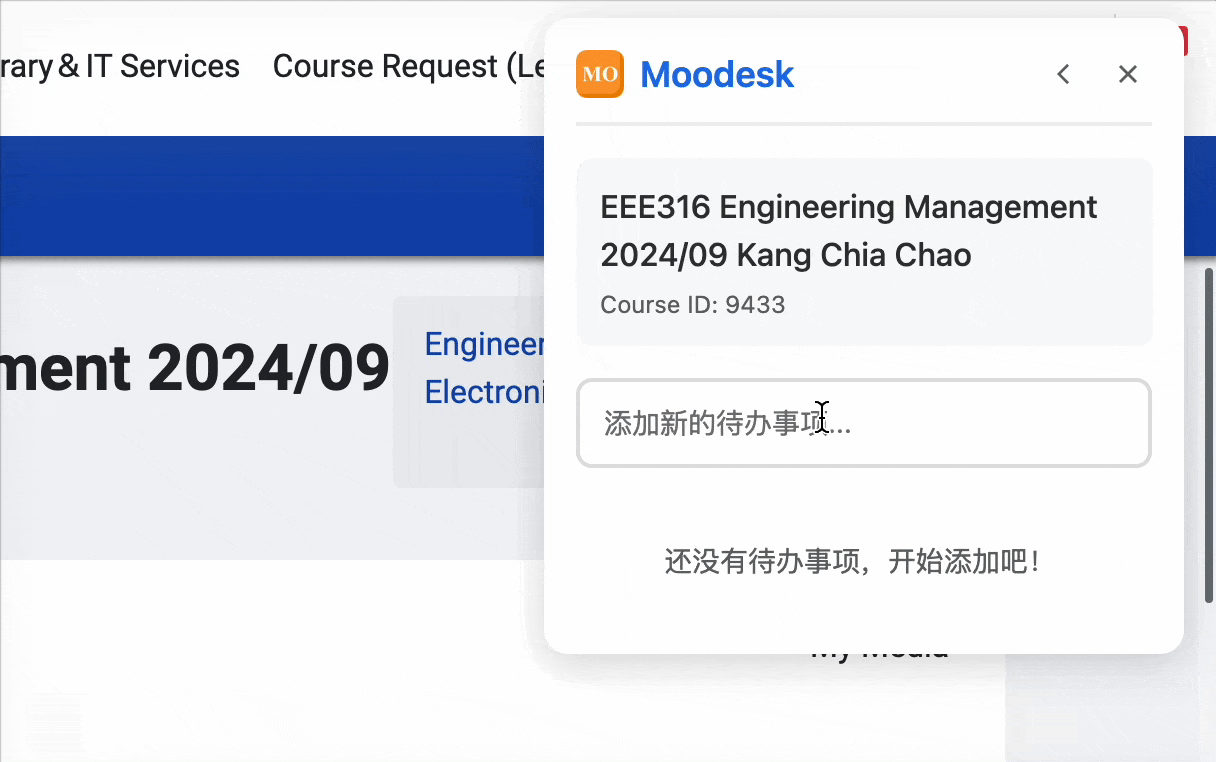 rary & IT Services
Course Request (Le
MO
Moodesk
EEE316 Engineering Management
2024/09 Kang Chia Chao
Course ID: 9433
ment 2024/09
Engineer
Electroni
添加新的待办事项...
还没有待办事项，开始添加吧！
My Media